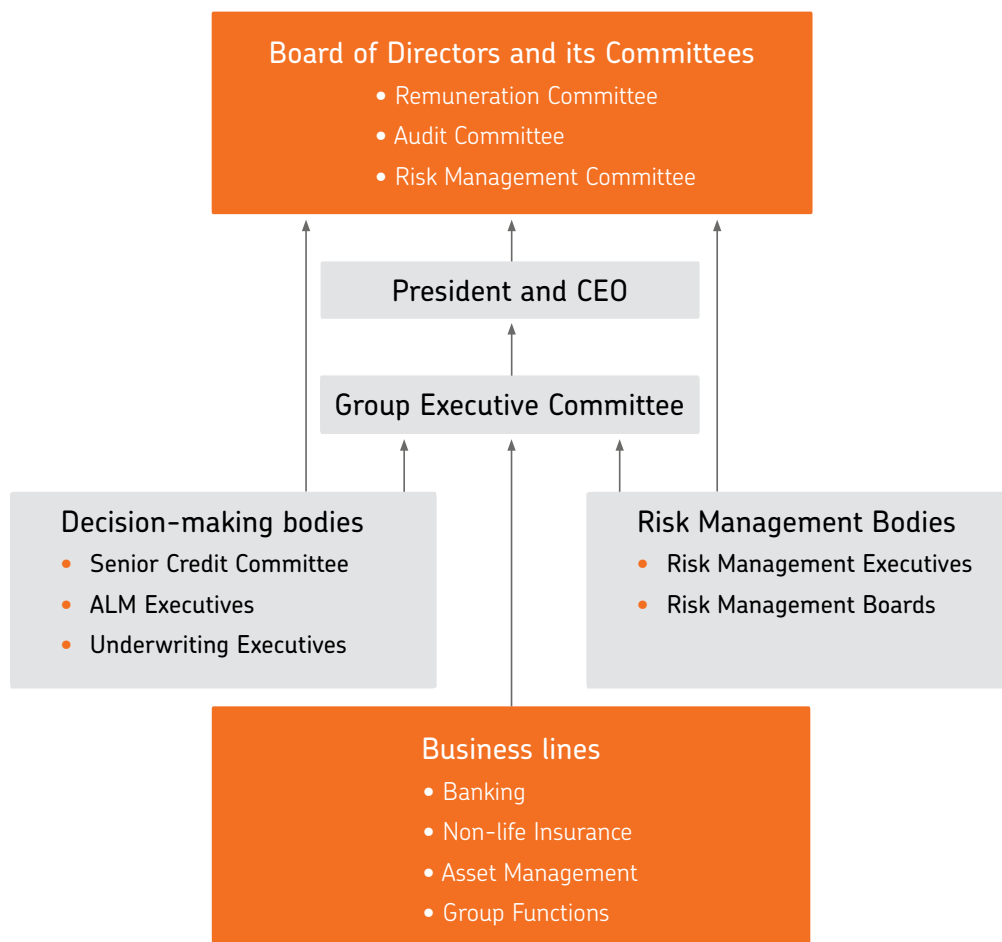 Board of Directors and its Committees
• Remuneration Committee
• Audit Committee
• Risk Management Committee
President and CEO
Group Executive Committee
Decision-making bodies
• Senior Credit Committee
• ALM Executives
• Underwriting Executives
Risk Management Bodies
• Risk Management Executives
• Risk Management Boards
Business lines
• Banking
• Non-life Insurance
• Asset Management
• Group Functions